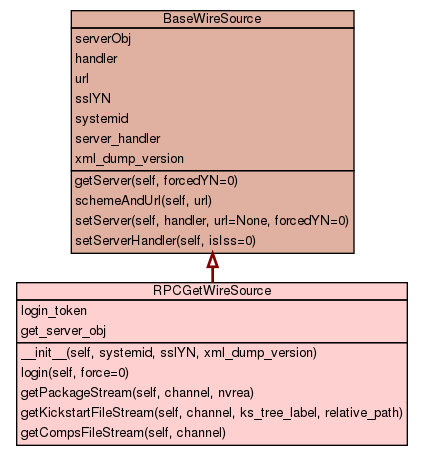 BaseWireSource
serverObj
handler
url
sslYN
systemid
server_handler
xml_dump_version
getServer(self, forcedYN=0)
schemeAndUrl(self, url)
setServer(self, handler, url=None, forcedYN=0)
setServerHandler(self, isIss=0)
RPCGetWireSource
login_token
get_server_obj
__init__(self, systemid, sslYN, xml_dump_version)
login(self, force=0)
getPackageStream(self, channel, nvrea)
getKickstartFileStream(self, channel, ks_tree_label, relative_path)
getCompsFileStream(self, channel)